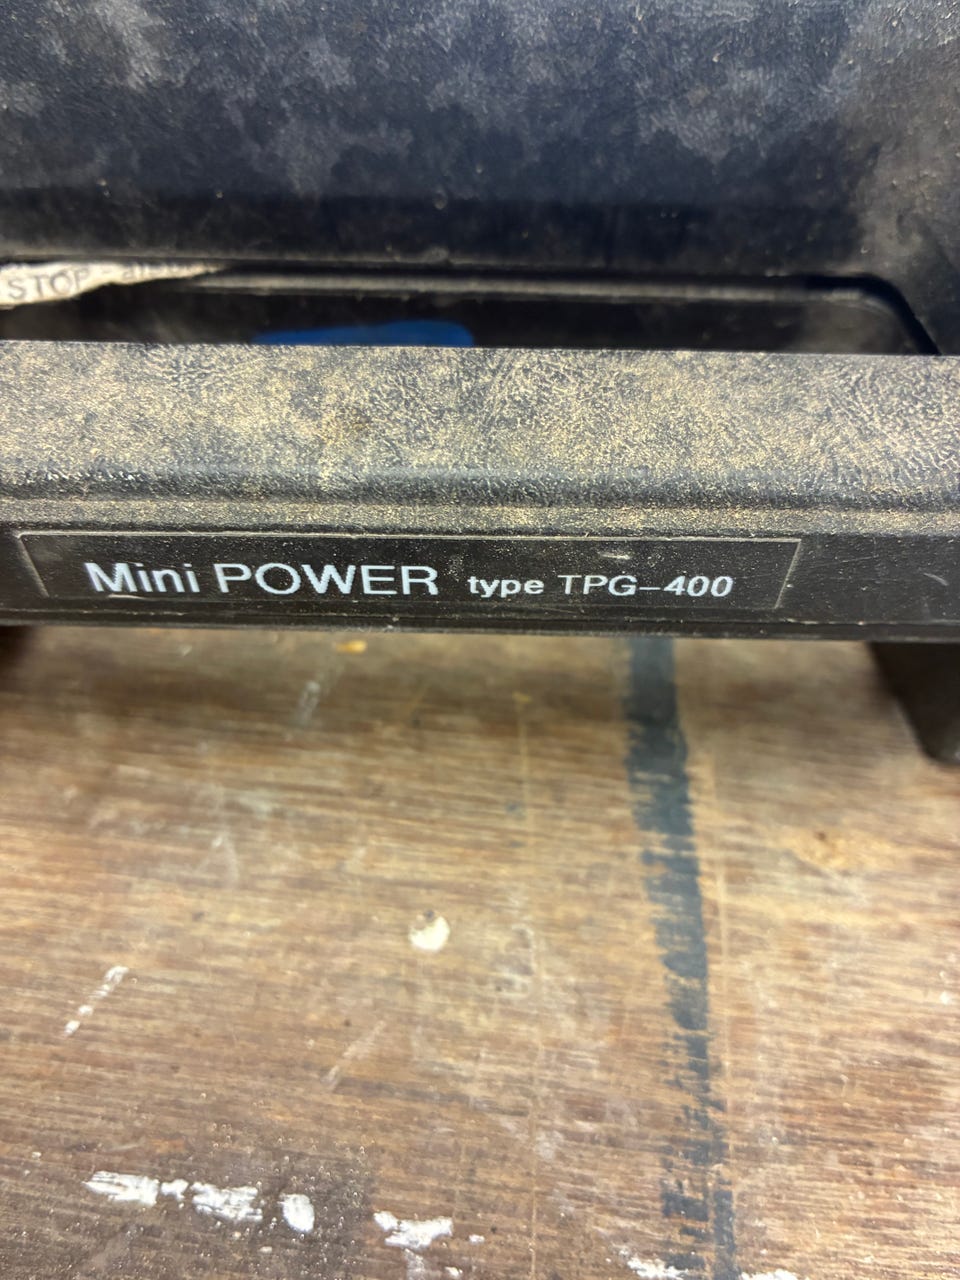 STOP -
Mini POWER type TPG-400